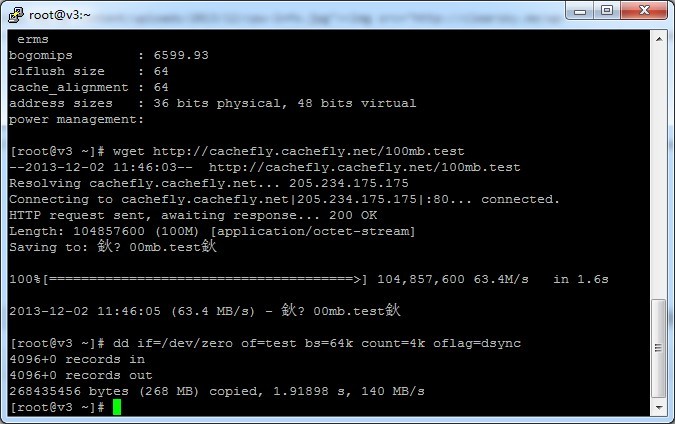 root@v3:~
erms
bogomips : 6599.93
clflush size : 64
cache_alignment : 64
address sizes : 36 bits physical, 48 bits virtual
power management:
[root@v3 ~]# wget http://cachefly.cachefly.net/100mb.test
--2013-12-02 11:46:03-- http://cachefly.cachefly.net/100mb.test
Resolving cachefly.cachefly.net... 205.234.175.175
Connecting to cachefly.cachefly.net|205.234.175.175|:80... connected.
HTTP request sent, awaiting response... 200 OK
Length: 104857600 (100M) [application/octet-stream]
Saving to: 鈥? 00mb.test鈥
100%[======================================>] 104,857,600 63.4M/s in 1.6s
2013-12-02 11:46:05 (63.4 MB/s) - 鈥? 00mb.test鈥
[root@v3 ~]# dd if=/dev/zero of=test bs=64k count=4k oflag=dsync
4096+0 records in
4096+0 records out
268435456 bytes (268 MB) copied, 1.91898 s, 140 MB/s
[root@v3 ~]#